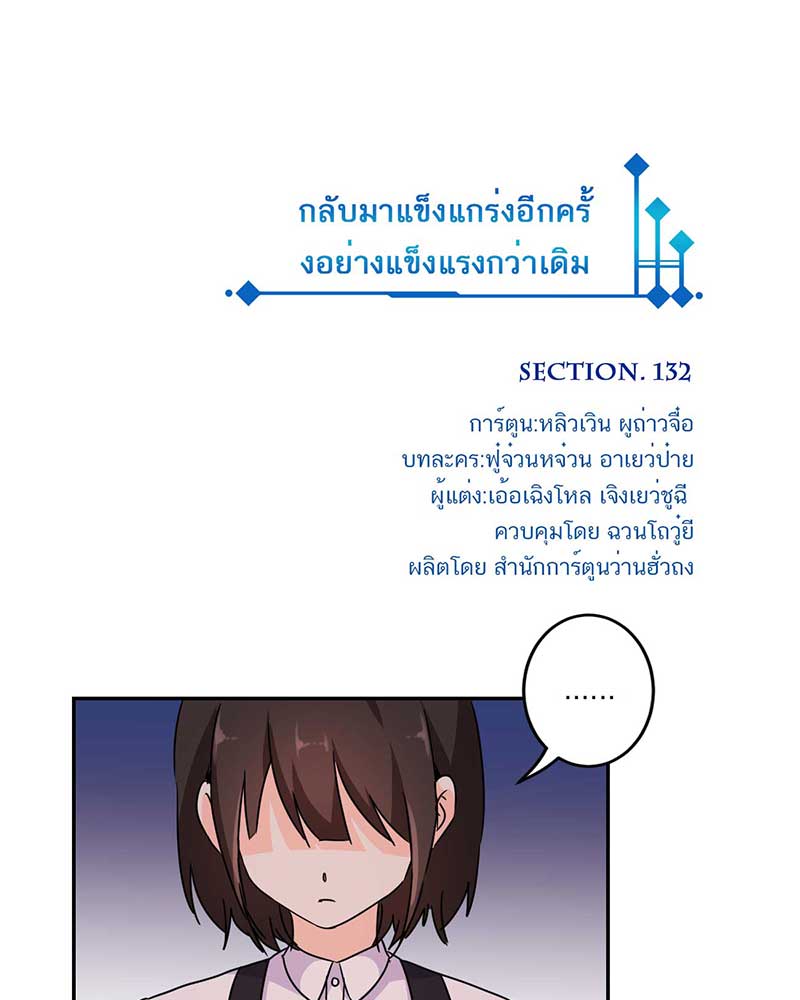 กลับมาแข็งแกร่งอีกครั้
งอย่างแข็งแรงกว่าเดิม
SECTION. 132
การ์ตูน:หลิวเวิน ผูถ่าวจื่อ
บทละคร:ฟู่จ๋วนหจ๋วน อาเยว่ป๋าย
ผู้แต่ง:เอ้อเฉิงโหล เจิงเยว่ชูฉี
ควบคุมโดย ฉวนโถวู๋ยี
ผลิตโดย สำนักการ์ตูนว่านฮั่วถง
......